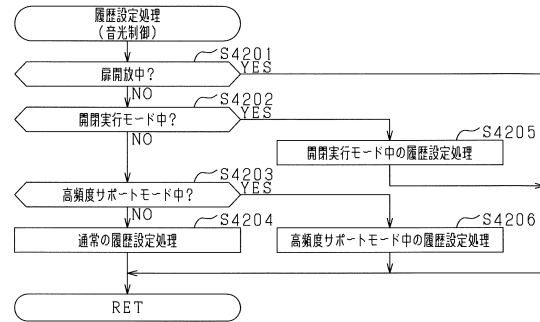 履歴設定処理
(音光制御)
S4201
扉開放中?
YES
NO
S4202
開閉実行モード中?
YES
NO
S4205
開閉実行モード中の履歴設定処理
S4203
高頻度サポートモード中?
YES
NO
S4204
通常の履歴設定処理
S4206
高頻度サポートモード中の履歴設定処理
RET